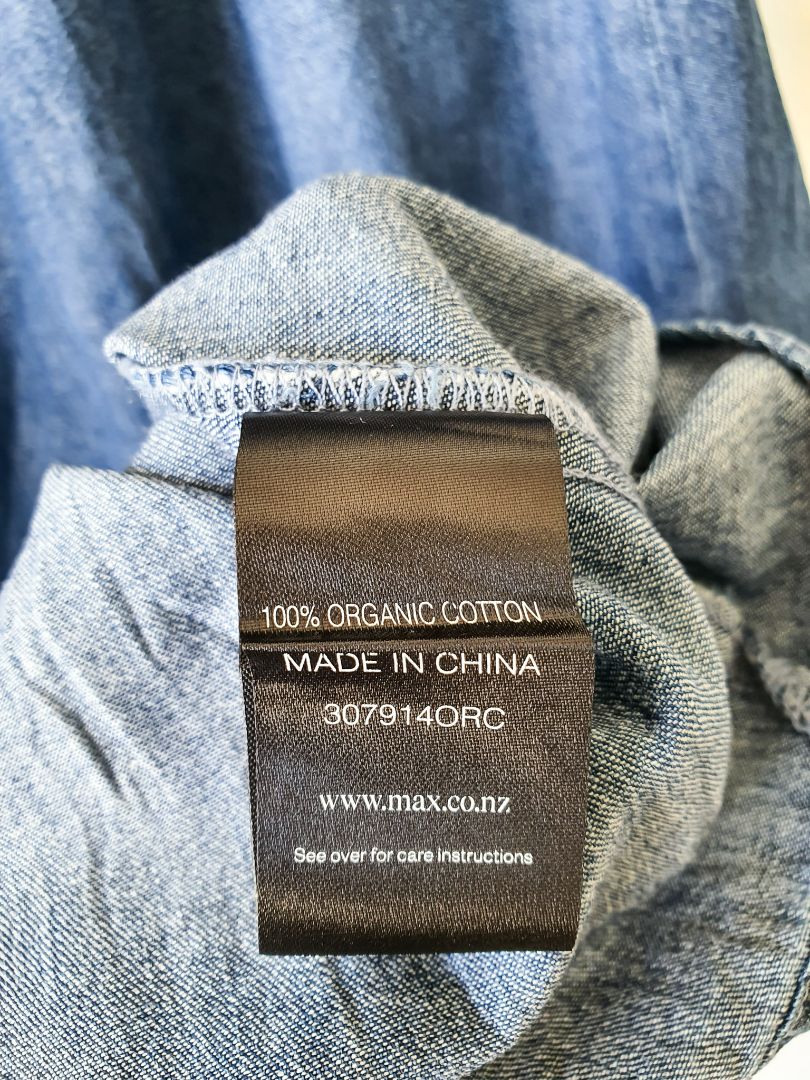 100% ORGANIC COTTON
MADE IN CHINA
307914ORC
www.max.co.nz
See over for care instructions